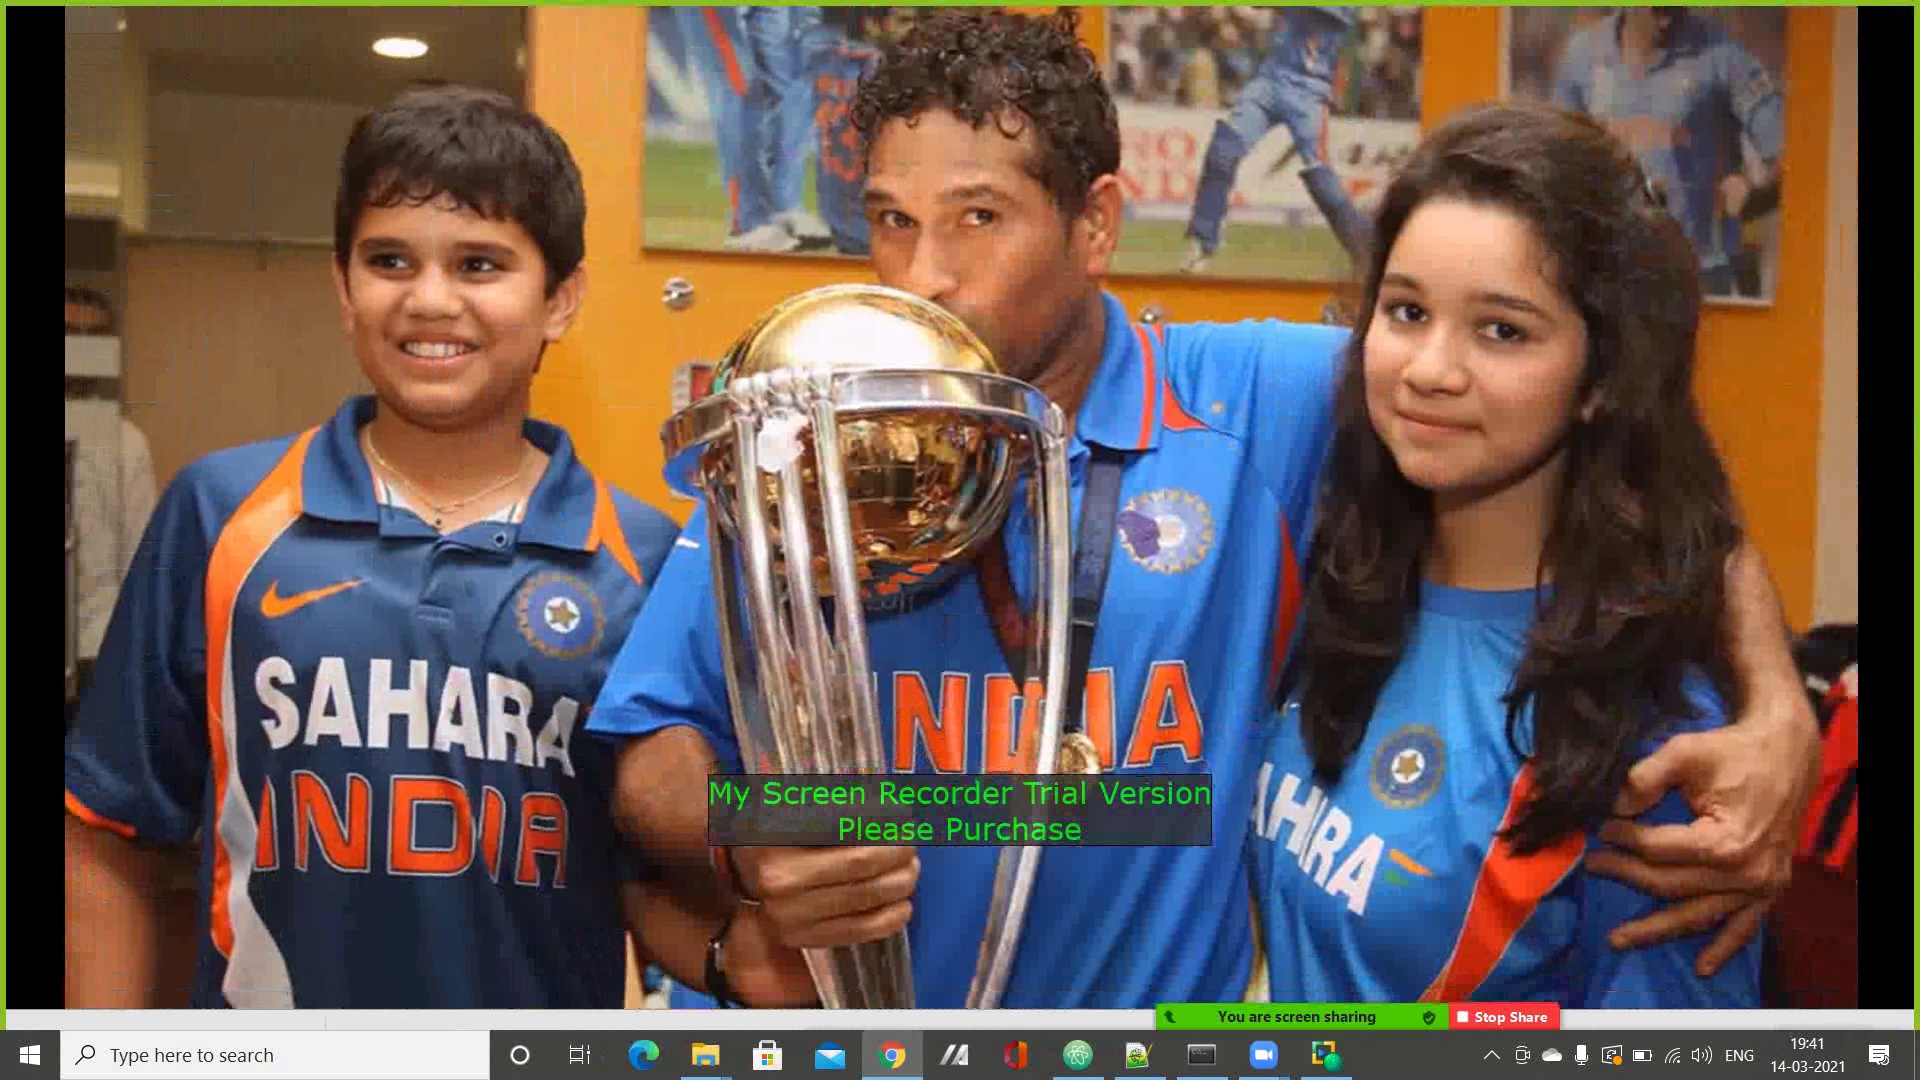 SAHARA
INDIA
NDIA
AHARA
My Screen Recorder Trial Version
Please Purchase
You are screen sharing
Stop Share
Type here to search
ENG
19:41
14-03-2021